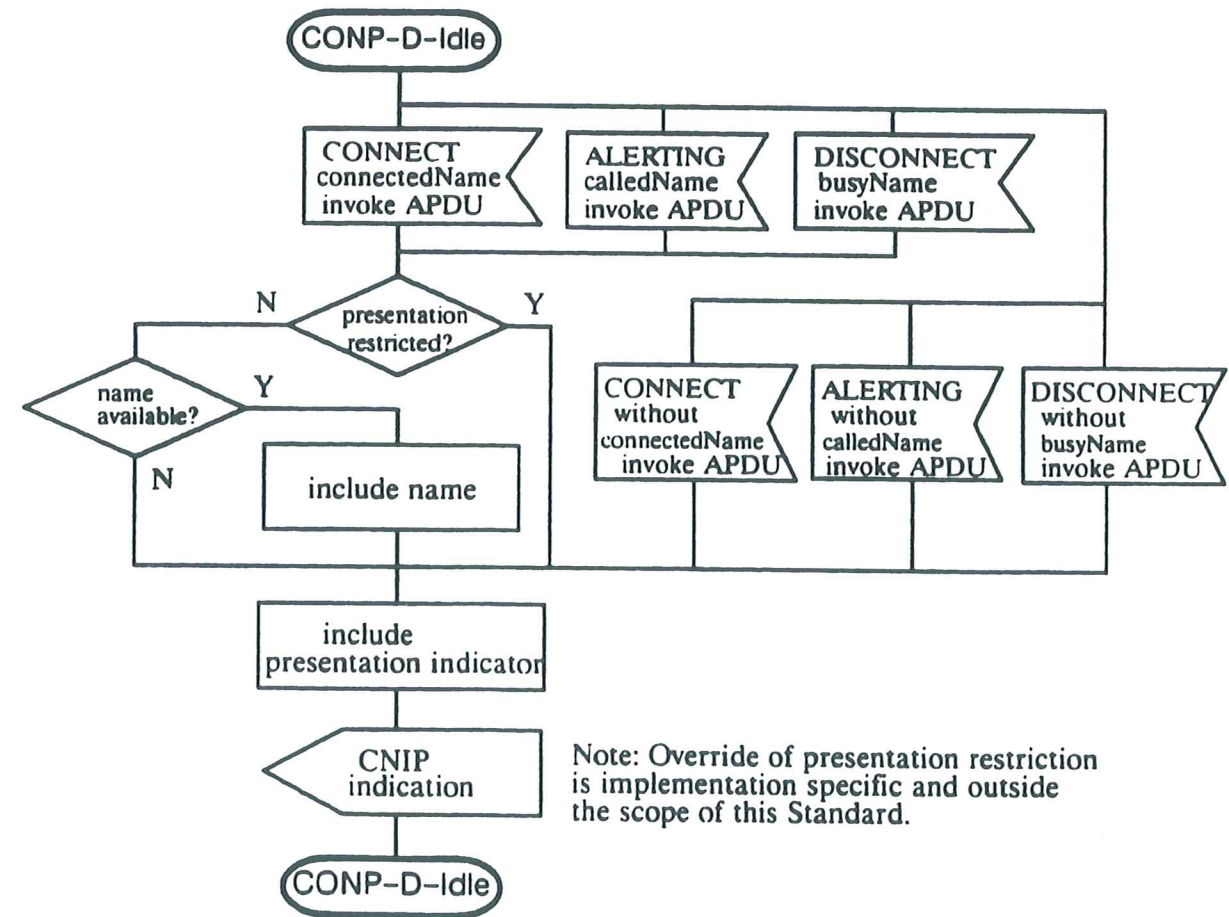 CONP-D-Idle
CONNECT
connectedName
invoke APDU
ALERTING
calledName
invoke APDU
DISCONNECT
busyName
invoke APDU
N
presentation
restricted?
Y
name
available?
Y
N
include name
CONNECT
without
connectedName
invoke APDU
ALERTING
without
calledName
invoke APDU
DISCONNECT
without
busyName
invoke APDU
include
presentation indicator
CNIP
indication
Note: Override of presentation restriction
is implementation specific and outside
the scope of this Standard.
CONP-D-Idle